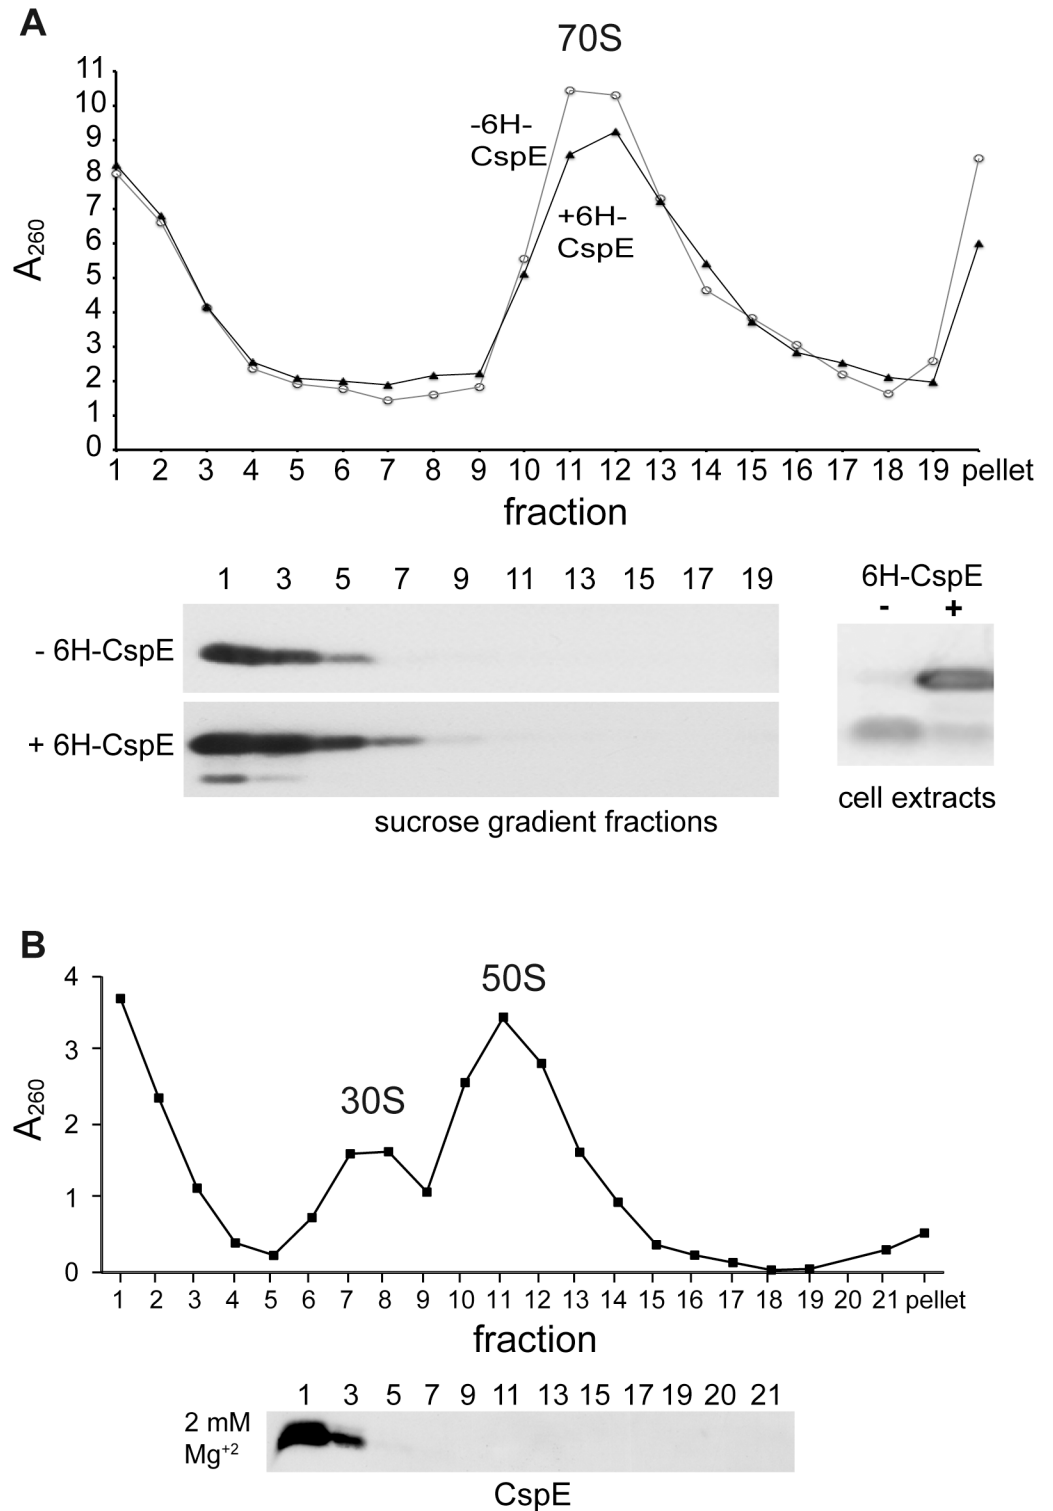 A
70S
11
10
9
8
7
6
5
4
3
2
1
0
A260
-6H-
CspE
+6H-
CspE
1 2 3 4 5 6 7 8 9 10 11 12 13 14 15 16 17 18 19 pellet
fraction
1 3 5 7 9 11 13 15 17 19
- 6H-CspE
+ 6H-CspE
sucrose gradient fractions
6H-CspE
- +
cell extracts
B
4
3
2
1
0
A260
30S
50S
1 2 3 4 5 6 7 8 9 10 11 12 13 14 15 16 17 18 19 20 21 pellet
fraction
1 3 5 7 9 11 13 15 17 19 20 21
2 mM
Mg+2
CspE